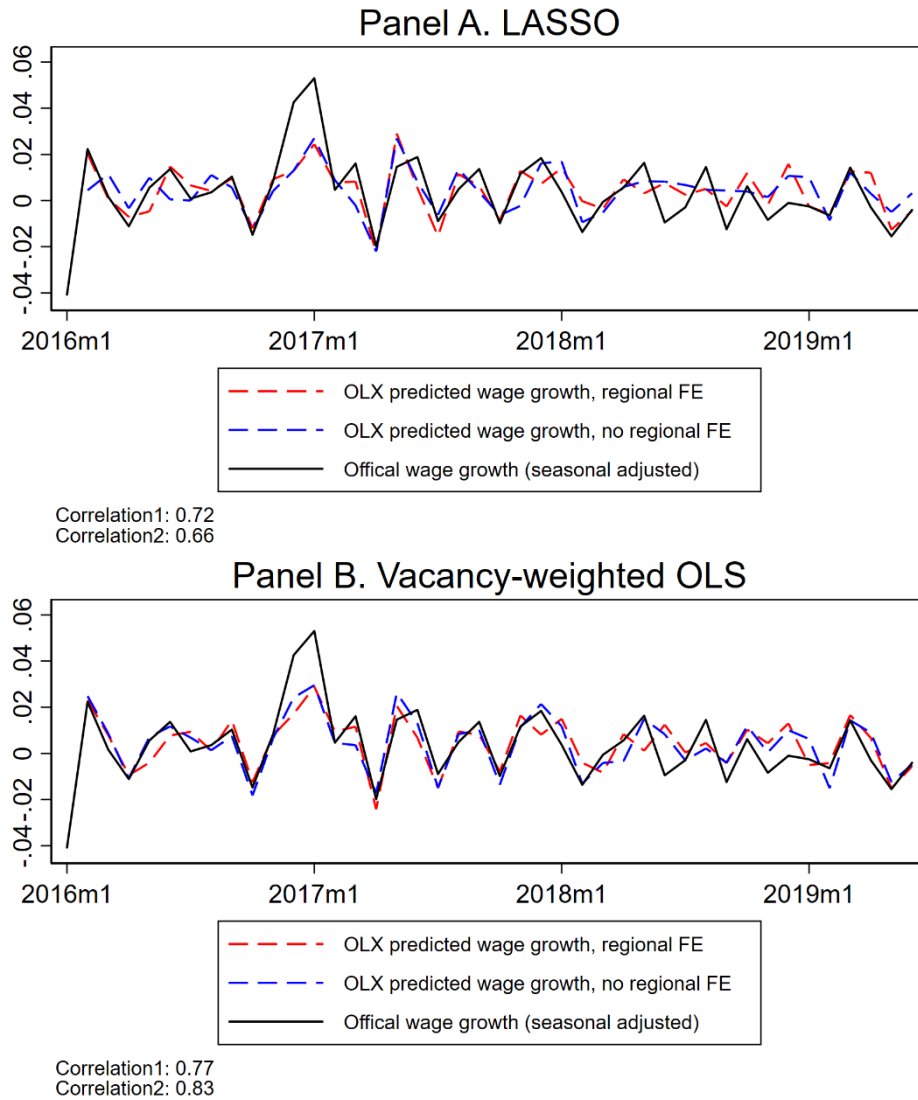 Panel A. LASSO
.06
.04
.02
0
-.02
-.04
2016m1 2017m1 2018m1 2019m1
OLX predicted wage growth, regional FE
OLX predicted wage growth, no regional FE
Offical wage growth (seasonal adjusted)
Correlation1: 0.72
Correlation2: 0.66
Panel B. Vacancy-weighted OLS
.06
.04
.02
0
-.02
-.04
2016m1 2017m1 2018m1 2019m1
OLX predicted wage growth, regional FE
OLX predicted wage growth, no regional FE
Offical wage growth (seasonal adjusted)
Correlation1: 0.77
Correlation2: 0.83